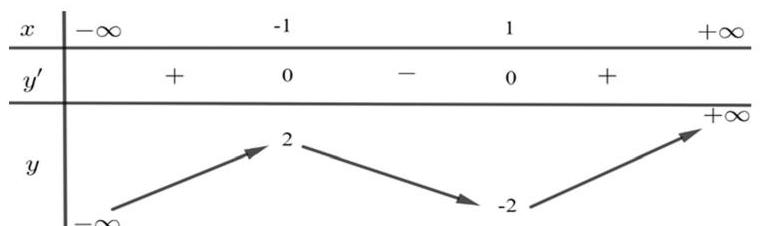 x −∞ -1 1 +∞
y′ + 0 − 0 +
+∞
2
y
-2
−∞